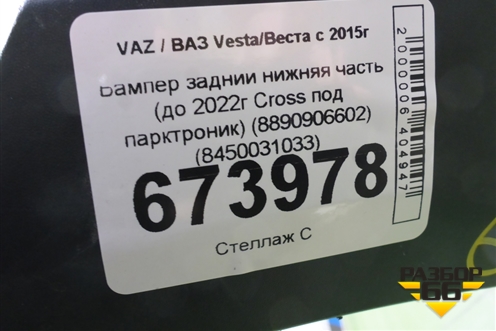 VAZ / ВАЗ Vesta/Веста с 2015г
Бампер задний нижняя часть
(до 2022г Cross под
парктроник) (8890906602)
(8450031033)
673978
Стеллаж С
2000006404947
РАЗБОР
66